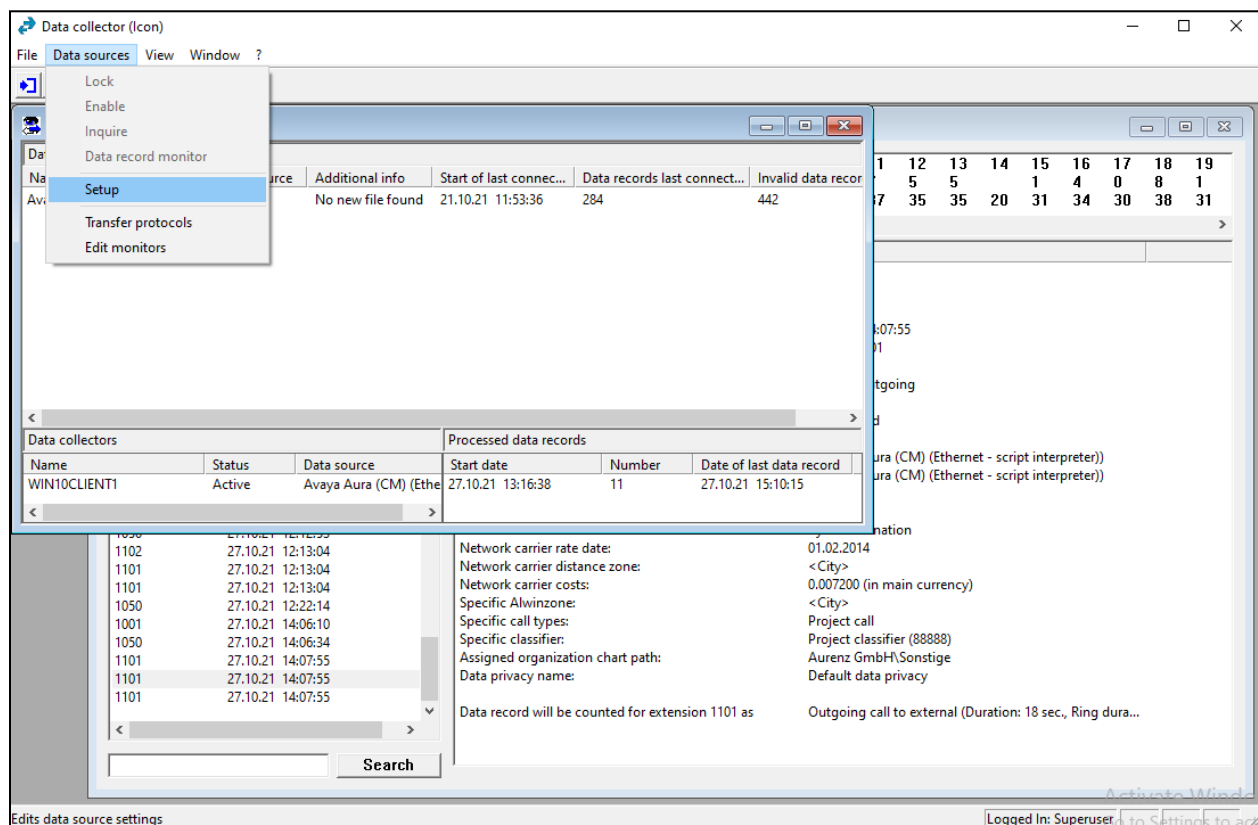 Data collector (Icon)
File Data sources View Window ?
Lock
Enable
Inquire
Data record monitor
Setup
Transfer protocols
Edit monitors
Additional info Start of last connec... Data records last connect... Invalid data recor
No new file found 21.10.21 11:53:36 284 442
Data collectors
Name Status Data source
WIN10CLIENT1 Active Avaya Aura (CM) (Ethe
Processed data records
Start date Number Date of last data record
27.10.21 13:16:38 11 27.10.21 15:10:15
1 12 13 14 15 16 17 18 19
5 5 1 4 0 8 1
37 35 35 20 31 34 30 38 31
:07:55
01
tgoing
d
ura (CM) (Ethernet - script interpreter))
ura (CM) (Ethernet - script interpreter))
nation
1102 27.10.21 12:13:04
1101 27.10.21 12:13:04
1101 27.10.21 12:13:04
1050 27.10.21 12:22:14
1001 27.10.21 14:06:10
1050 27.10.21 14:06:34
1101 27.10.21 14:07:55
1101 27.10.21 14:07:55
1101 27.10.21 14:07:55
Search
Network carrier rate date: 01.02.2014
Network carrier distance zone: <City>
Network carrier costs: 0.007200 (in main currency)
Specific Alwinzone: <City>
Specific call types: Project call
Specific classifier: Project classifier (88888)
Assigned organization chart path: Aurenz GmbH\Sonstige
Data privacy name: Default data privacy
Data record will be counted for extension 1101 as Outgoing call to external (Duration: 18 sec., Ring dura...
Activate Windo
Edits data source settings
Logged In: Superuser
to Settings to act